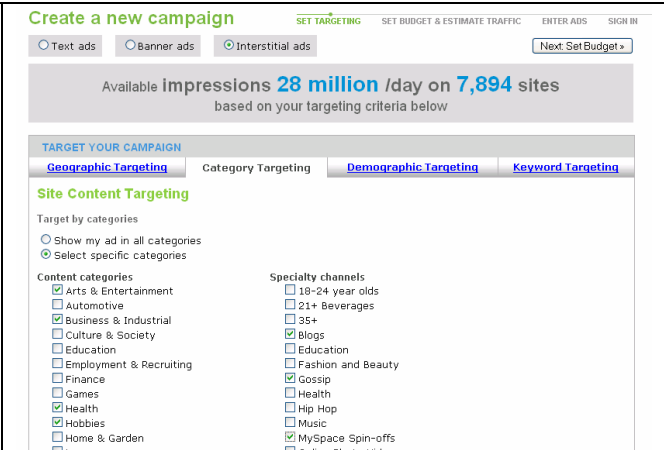 Create a new campaign
SET TARGETING SET BUDGET & ESTIMATE TRAFFIC ENTER ADS SIGN IN
Text ads Banner ads Interstitial ads Next: Set Budget »
Available impressions 28 million /day on 7,894 sites
based on your targeting criteria below
TARGET YOUR CAMPAIGN
Geographic Targeting Category Targeting Demographic Targeting Keyword Targeting
Site Content Targeting
Target by categories
Show my ad in all categories
Select specific categories
Content categories Specialty channels
Arts & Entertainment 18-24 year olds
Automotive 21+ Beverages
Business & Industrial 35+
Culture & Society Blogs
Education Education
Employment & Recruiting Fashion and Beauty
Finance Gossip
Games Health
Health Hip Hop
Hobbies Music
Home & Garden MySpace Spin-offs